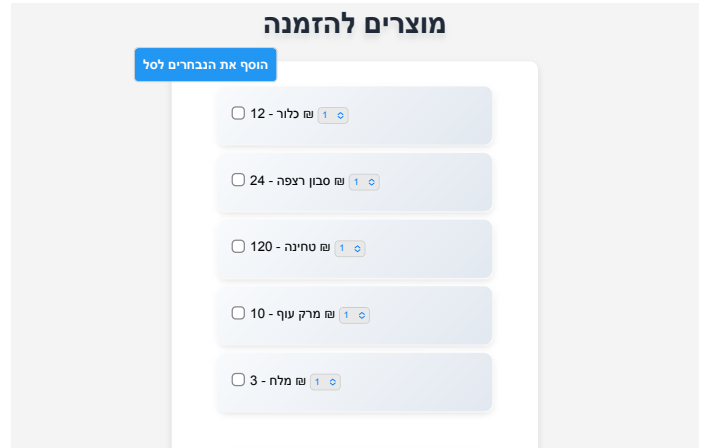 מוצרים להזמנה
הוסף את הנבחרים לסל
כלור - 12 ₪ 1
סבון רצפה - 24 ₪ 1
טחינה - 120 ₪ 1
מרק עוף - 10 ₪ 1
מלח - 3 ₪ 1